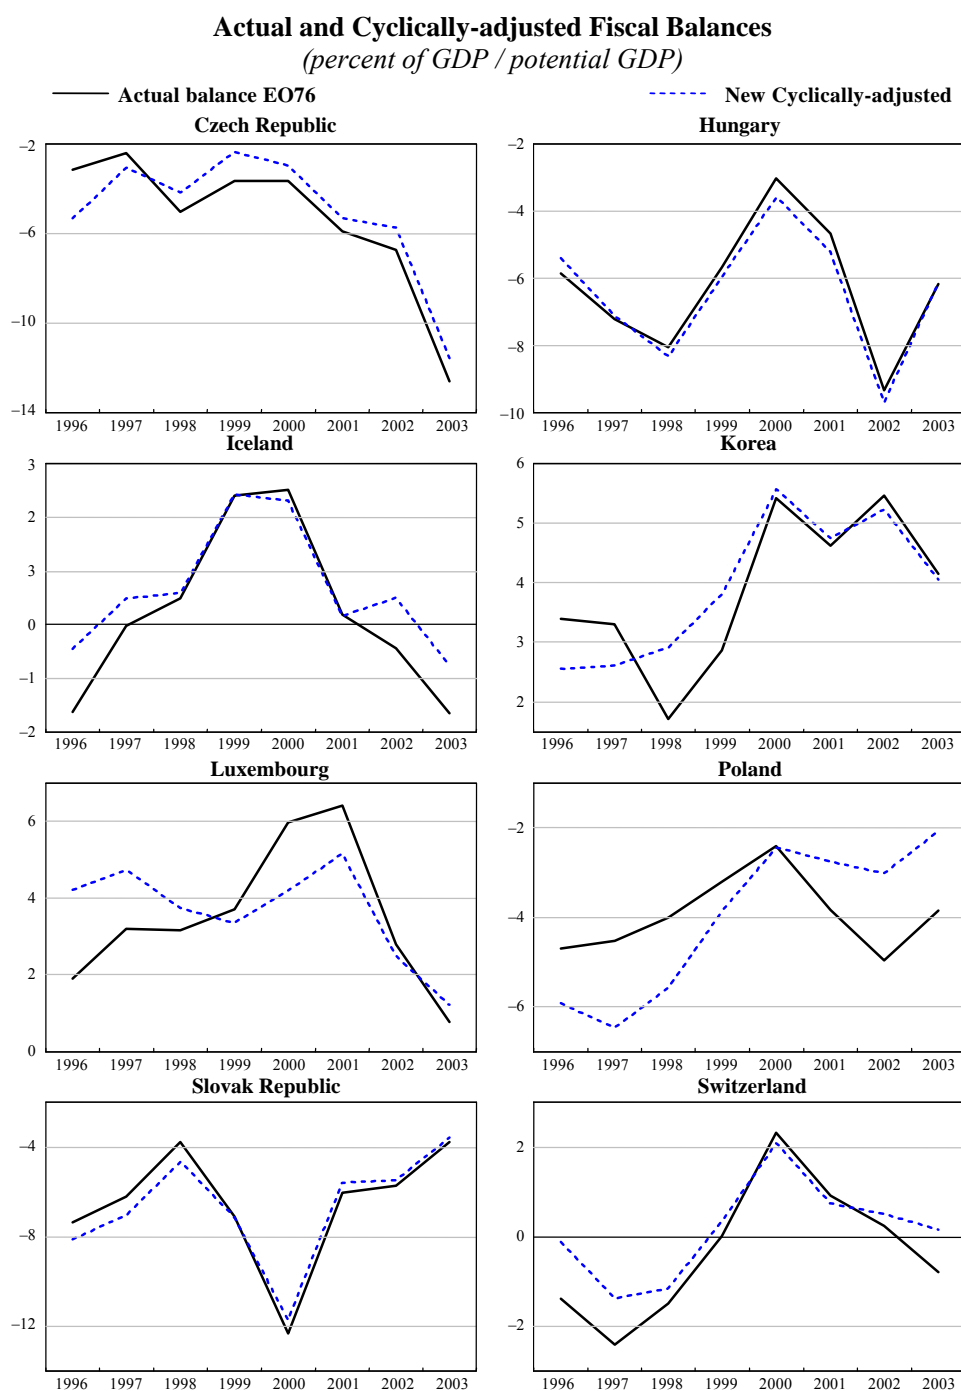 Actual and Cyclically-adjusted Fiscal Balances
(percent of GDP / potential GDP)
Actual balance EO76 New Cyclically-adjusted
Czech Republic Hungary
−2 −6 −10 −14
1996 1997 1998 1999 2000 2001 2002 2003
−2 −4 −6 −8 −10
1996 1997 1998 1999 2000 2001 2002 2003
Iceland Korea
3 2 3 0 −1 −2
1996 1997 1998 1999 2000 2001 2002 2003
6 5 4 3 2
1996 1997 1998 1999 2000 2001 2002 2003
Luxembourg Poland
6 4 2 0
1996 1997 1998 1999 2000 2001 2002 2003
−2 −4 −6
1996 1997 1998 1999 2000 2001 2002 2003
Slovak Republic Switzerland
−4 −8 −12
1996 1997 1998 1999 2000 2001 2002 2003
2 0 −2
1996 1997 1998 1999 2000 2001 2002 2003